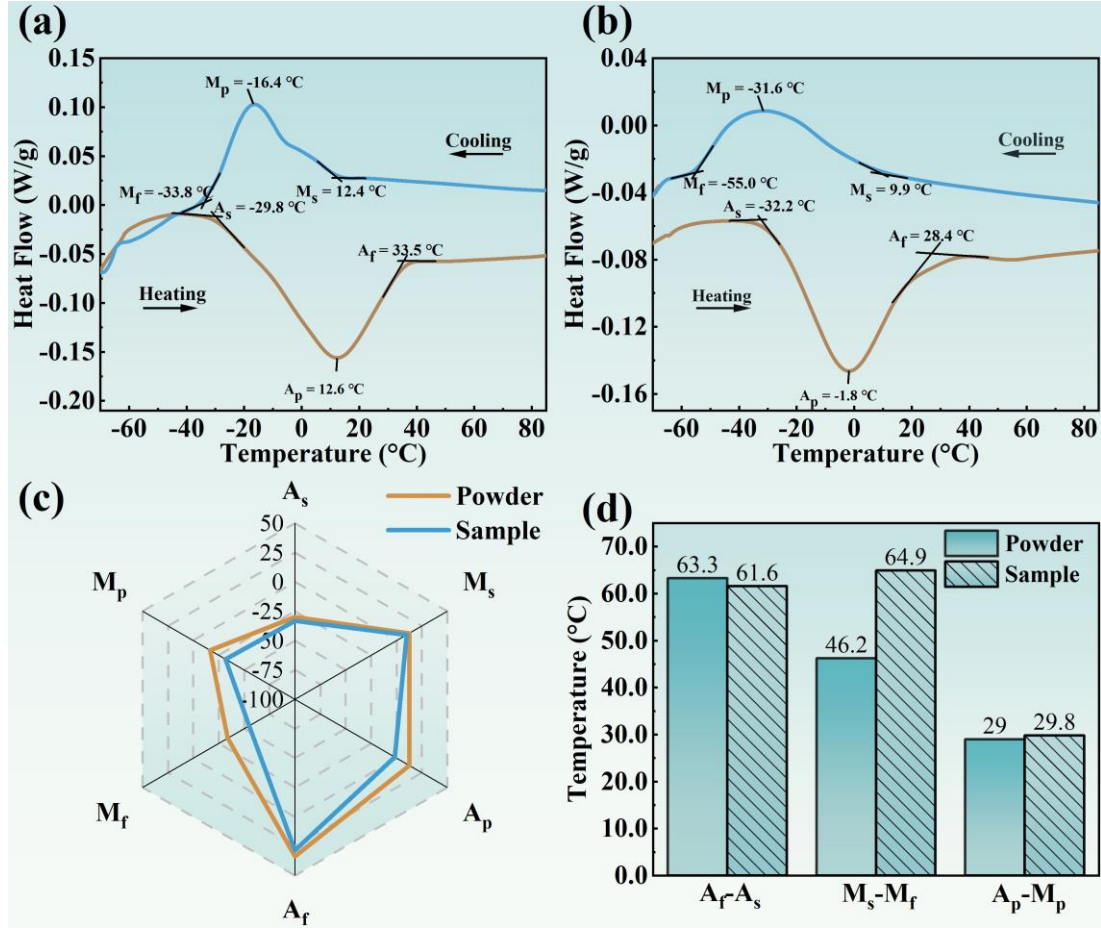 (a)
0.15
0.10
0.05
0.00
-0.05
-0.10
-0.15
-0.20
Heat Flow (W/g)
Mp = -16.4 °C
Cooling
Mf = -33.8 °C
Ms = 12.4 °C
As = -29.8 °C
Af = 33.5 °C
Heating
Ap = 12.6 °C
-60 -40 -20 0 20 40 60 80
Temperature (°C)
(b)
0.04
0.00
-0.04
-0.08
-0.12
-0.16
Heat Flow (W/g)
Mp = -31.6 °C
Cooling
Mf = -55.0 °C
Ms = 9.9 °C
As = -32.2 °C
Af = 28.4 °C
Heating
Ap = -1.8 °C
-60 -40 -20 0 20 40 60 80
Temperature (°C)
(c)
As
Powder
Sample
50
25
0
-25
-50
-75
-100
Mp
Ms
Mf
Ap
Af
(d)
70.0
60.0
50.0
40.0
30.0
20.0
10.0
0.0
Temperature (°C)
Powder
Sample
63.3
61.6
46.2
64.9
29
29.8
Af-As
Ms-Mf
Ap-Mp